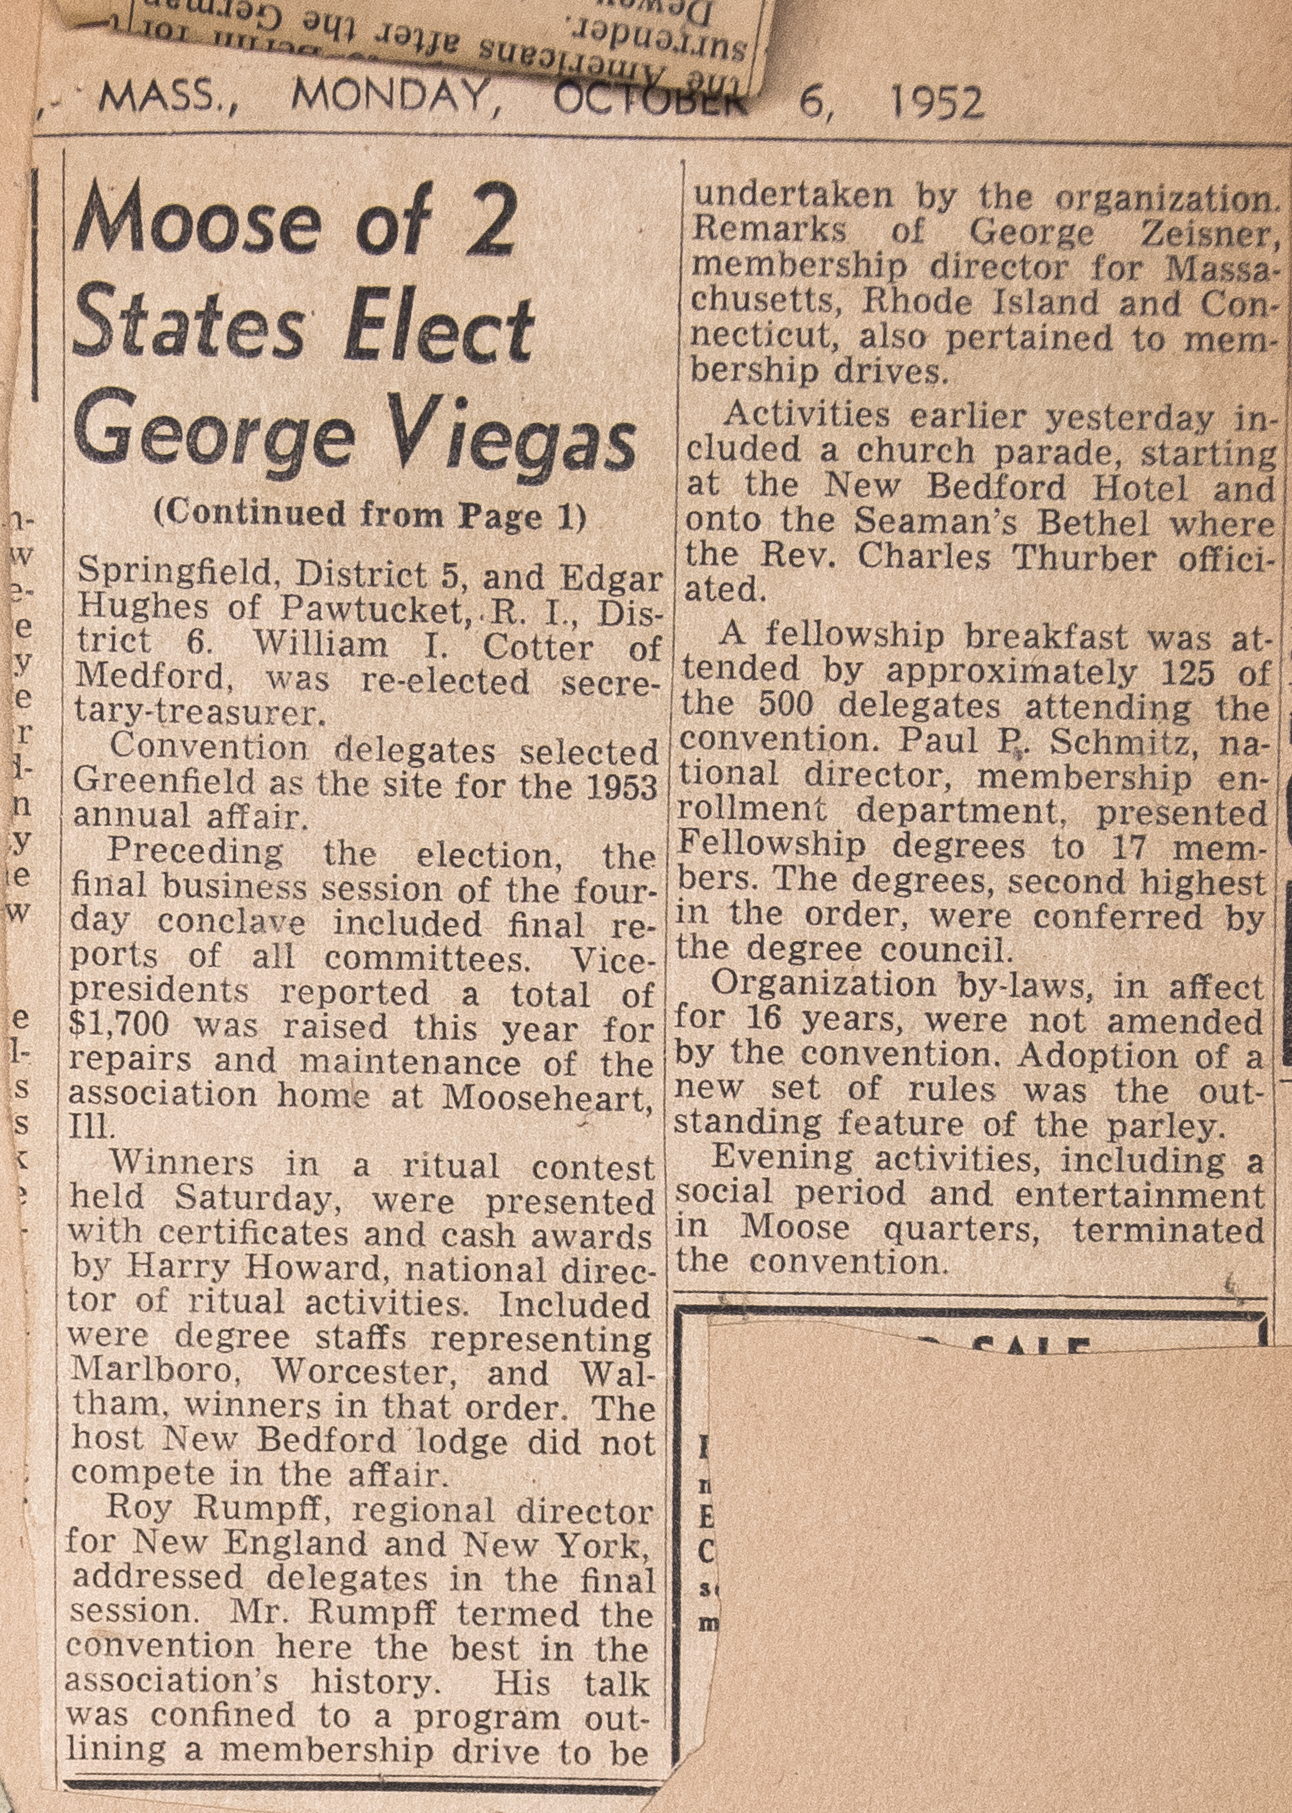 Dewey
surrender.
the Americans after the German
MASS., MONDAY, OCTOBER 6, 1952
Moose of 2
States Elect
George Viegas
(Continued from Page 1)
Springfield, District 5, and Edgar
Hughes of Pawtucket, R. I., Dis-
trict 6. William I. Cotter of
Medford, was re-elected secre-
tary-treasurer.
Convention delegates selected
Greenfield as the site for the 1953
annual affair.
Preceding the election, the
final business session of the four-
day conclave included final re-
ports of all committees. Vice-
presidents reported a total of
$1,700 was raised this year for
repairs and maintenance of the
association home at Mooseheart,
Ill.
Winners in a ritual contest
held Saturday, were presented
with certificates and cash awards
by Harry Howard, national direc-
tor of ritual activities. Included
were degree staffs representing
Marlboro, Worcester, and Wal-
tham, winners in that order. The
host New Bedford lodge did not
compete in the affair.
Roy Rumpff, regional director
for New England and New York,
addressed delegates in the final
session. Mr. Rumpff termed the
convention here the best in the
association's history. His talk
was confined to a program out-
lining a membership drive to be
undertaken by the organization.
Remarks of George Zeisner,
membership director for Massa-
chusetts, Rhode Island and Con-
necticut, also pertained to mem-
bership drives.
Activities earlier yesterday in-
cluded a church parade, starting
at the New Bedford Hotel and
onto the Seaman's Bethel where
the Rev. Charles Thurber offici-
ated.
A fellowship breakfast was at-
tended by approximately 125 of
the 500 delegates attending the
convention. Paul P. Schmitz, na-
tional director, membership en-
rollment department, presented
Fellowship degrees to 17 mem-
bers. The degrees, second highest
in the order, were conferred by
the degree council.
Organization by-laws, in affect
for 16 years, were not amended
by the convention. Adoption of a
new set of rules was the out-
standing feature of the parley.
Evening activities, including a
social period and entertainment
in Moose quarters, terminated
the convention.
SALE